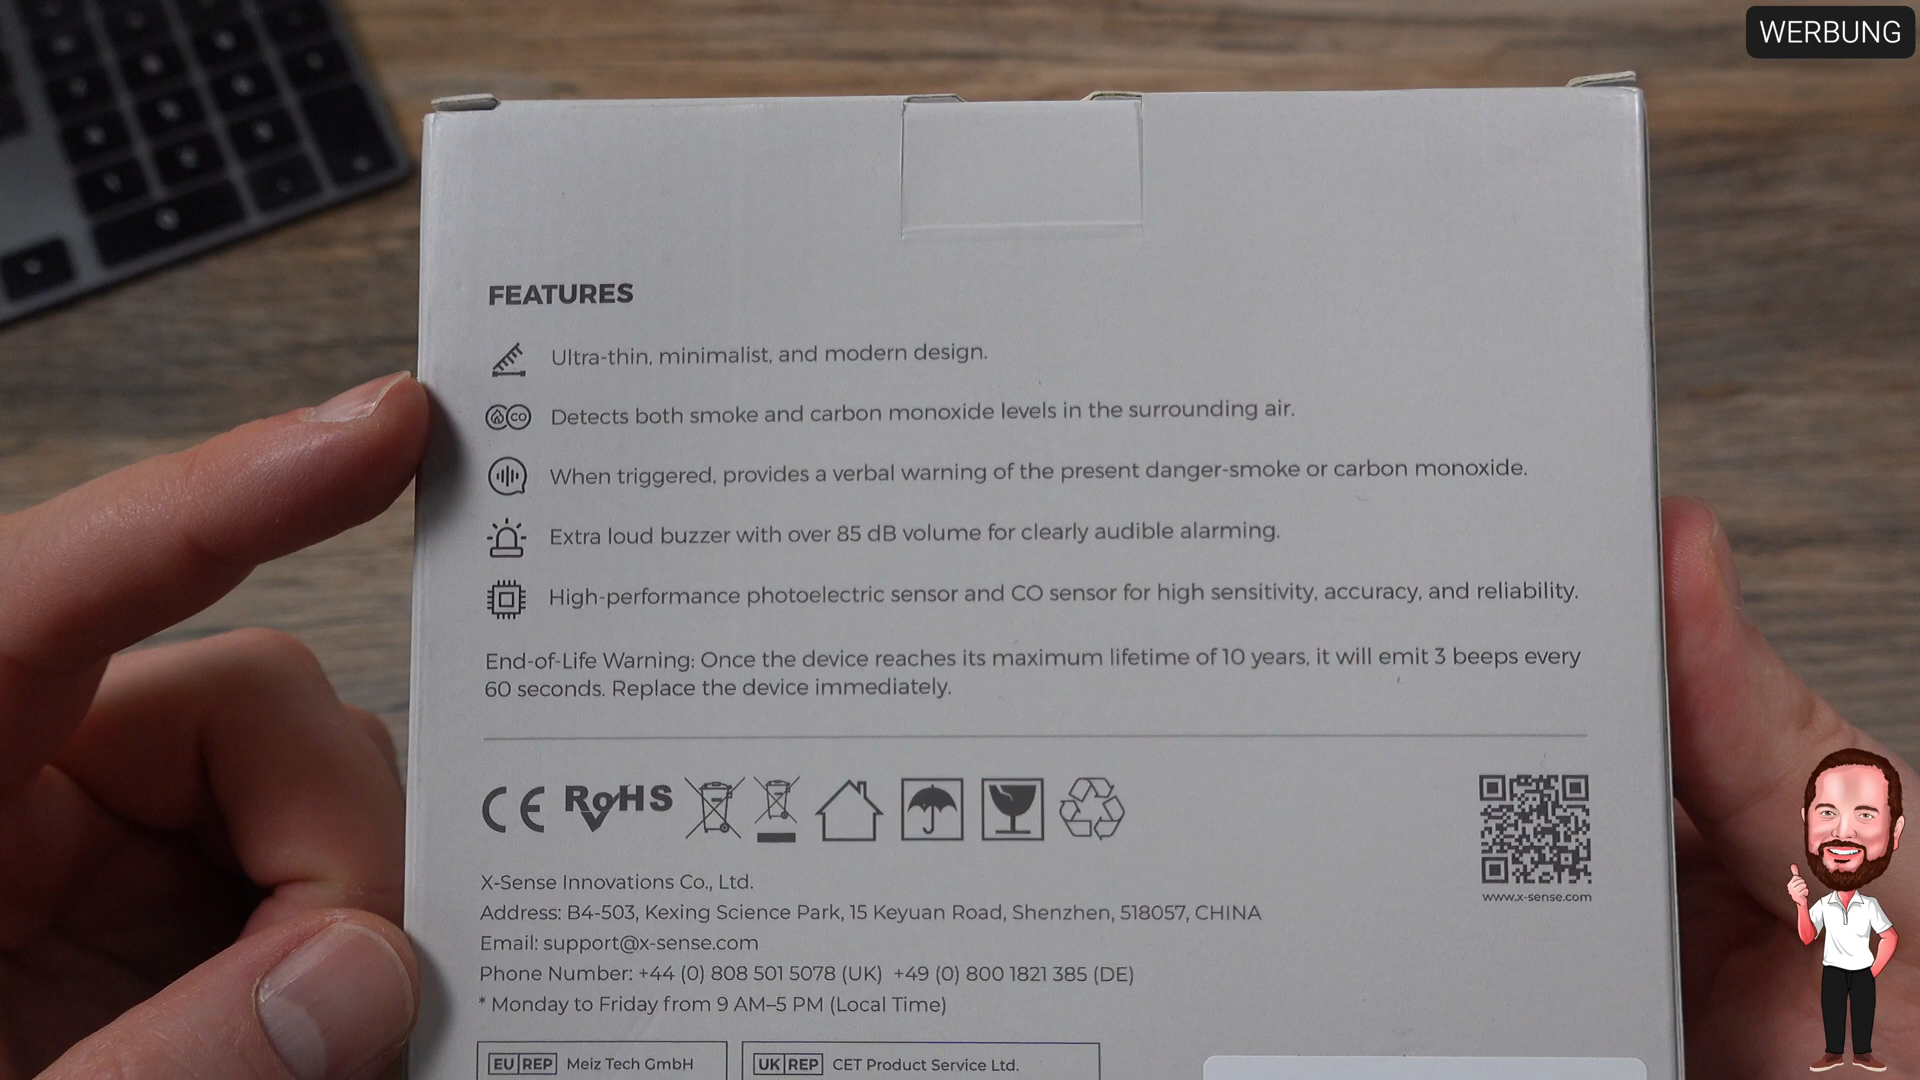 WERBUNG
FEATURES
Ultra-thin, minimalist, and modern design.
CO
Detects both smoke and carbon monoxide levels in the surrounding air.
When triggered, provides a verbal warning of the present danger-smoke or carbon monoxide.
Extra loud buzzer with over 85 dB volume for clearly audible alarming.
High-performance photoelectric sensor and CO sensor for high sensitivity, accuracy, and reliability.
End-of-Life Warning: Once the device reaches its maximum lifetime of 10 years, it will emit 3 beeps every
60 seconds. Replace the device immediately.
CE RoHS
www.x-sense.com
X-Sense Innovations Co., Ltd.
Address: B4-503, Kexing Science Park, 15 Keyuan Road, Shenzhen, 518057, CHINA
Email: support@x-sense.com
Phone Number: +44 (0) 808 501 5078 (UK) +49 (0) 800 1821 385 (DE)
* Monday to Friday from 9 AM–5 PM (Local Time)
EU REP Meiz Tech GmbH
UK REP CET Product Service Ltd.